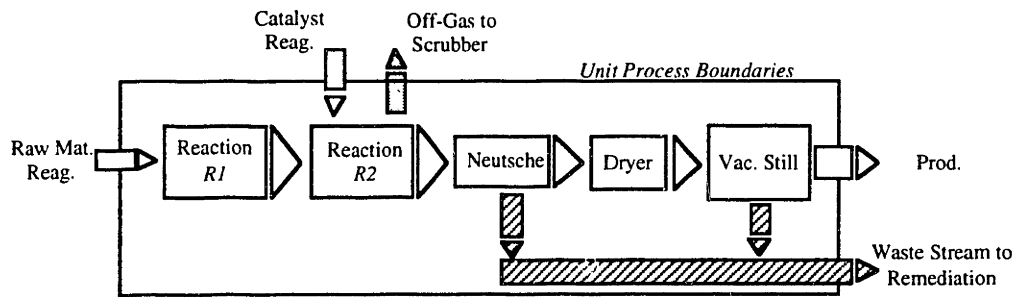 Catalyst
Reag.
Off-Gas to
Scrubber
Unit Process Boundaries
Raw Mat.
Reag.
Reaction
R1
Reaction
R2
Neutsche
Dryer
Vac. Still
Prod.
Waste Stream to
Remediation